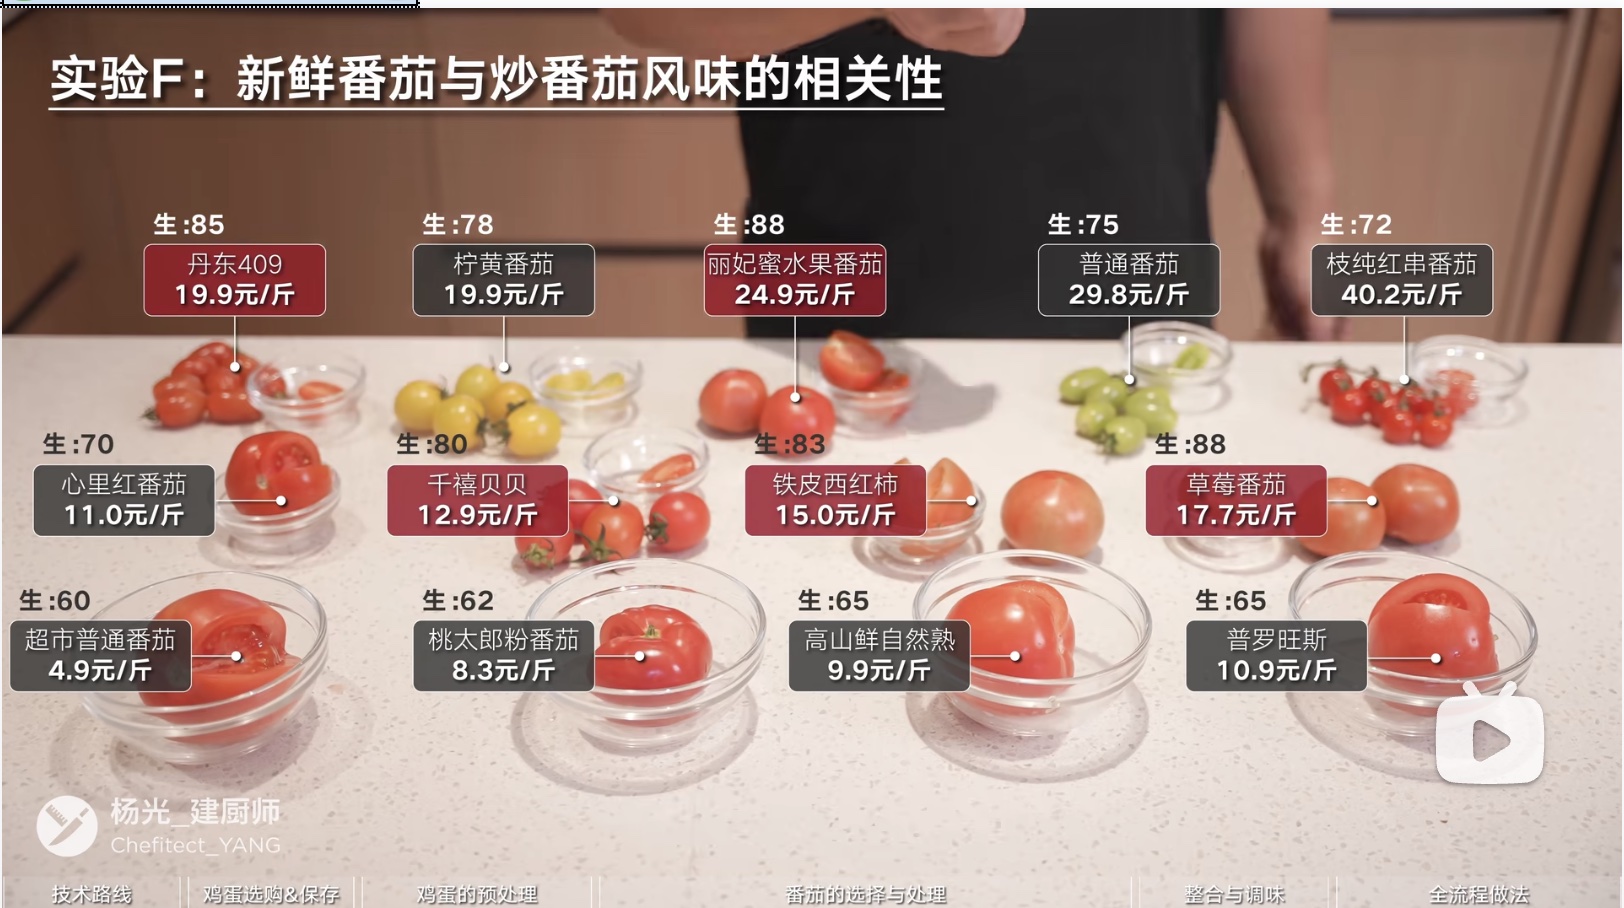 实验F：新鲜番茄与炒番茄风味的相关性
生:85
丹东409
19.9元/斤
生:78
柠黄番茄
19.9元/斤
生:88
丽妃蜜水果番茄
24.9元/斤
生:75
普通番茄
29.8元/斤
生:72
枝纯红串番茄
40.2元/斤
生:70
心里红番茄
11.0元/斤
生:80
千禧贝贝
12.9元/斤
生:83
铁皮西红柿
15.0元/斤
生:88
草莓番茄
17.7元/斤
生:60
超市普通番茄
4.9元/斤
生:62
桃太郎粉番茄
8.3元/斤
生:65
高山鲜自然熟
9.9元/斤
生:65
普罗旺斯
10.9元/斤
杨光_建厨师
Chefitect_YANG
技术路线
鸡蛋选购&保存
鸡蛋的预处理
番茄的选择与处理
整合与调味
全流程做法